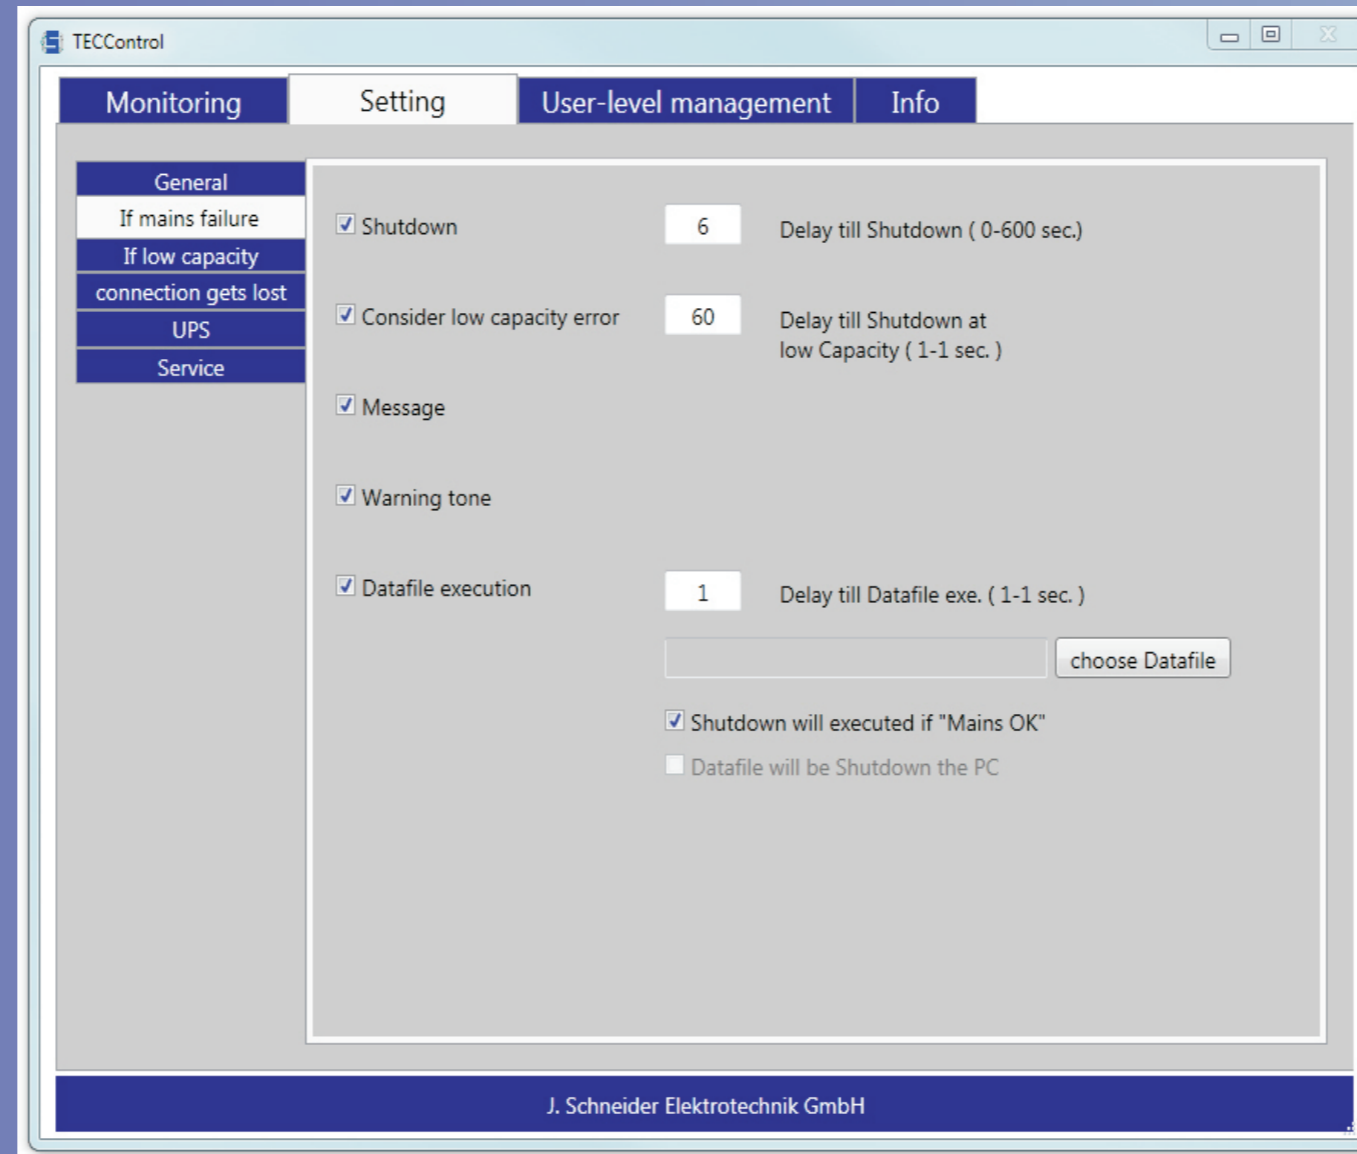 TECControl
Monitoring Setting User-level management Info
General
If mains failure
If low capacity
connection gets lost
UPS
Service
Shutdown 6 Delay till Shutdown ( 0-600 sec.)
Consider low capacity error 60 Delay till Shutdown at
low Capacity ( 1-1 sec. )
Message
Warning tone
Datafile execution 1 Delay till Datafile exe. ( 1-1 sec. )
choose Datafile
Shutdown will executed if "Mains OK"
Datafile will be Shutdown the PC
J. Schneider Elektrotechnik GmbH